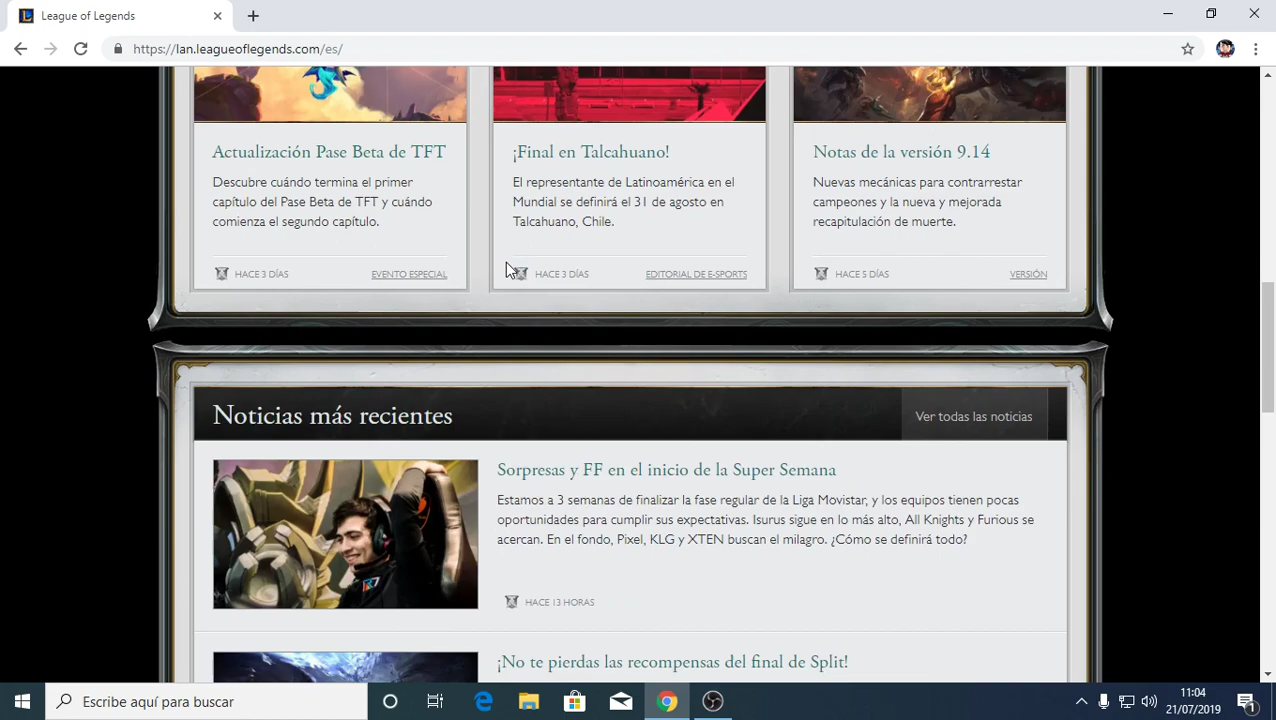 League of Legends
https://lan.leagueoflegends.com/es/
Actualización Pase Beta de TFT
Descubre cuándo termina el primer
capítulo del Pase Beta de TFT y cuándo
comienza el segundo capítulo.
HACE 3 DÍAS
EVENTO ESPECIAL
¡Final en Talcahuano!
El representante de Latinoamérica en el
Mundial se definirá el 31 de agosto en
Talcahuano, Chile.
HACE 3 DÍAS
EDITORIAL DE E-SPORTS
Notas de la versión 9.14
Nuevas mecánicas para contrarrestar
campeones y la nueva y mejorada
recapitulación de muerte.
HACE 5 DÍAS
VERSIÓN
Noticias más recientes
Ver todas las noticias
Sorpresas y FF en el inicio de la Super Semana
Estamos a 3 semanas de finalizar la fase regular de la Liga Movistar, y los equipos tienen pocas
oportunidades para cumplir sus expectativas. Isurus sigue en lo más alto, All Knights y Furious se
acercan. En el fondo, Pixel, KLG y XTEN buscan el milagro. ¿Cómo se definirá todo?
HACE 13 HORAS
¡No te pierdas las recompensas del final de Split!
Escribe aquí para buscar
11:04
21/07/2019
1